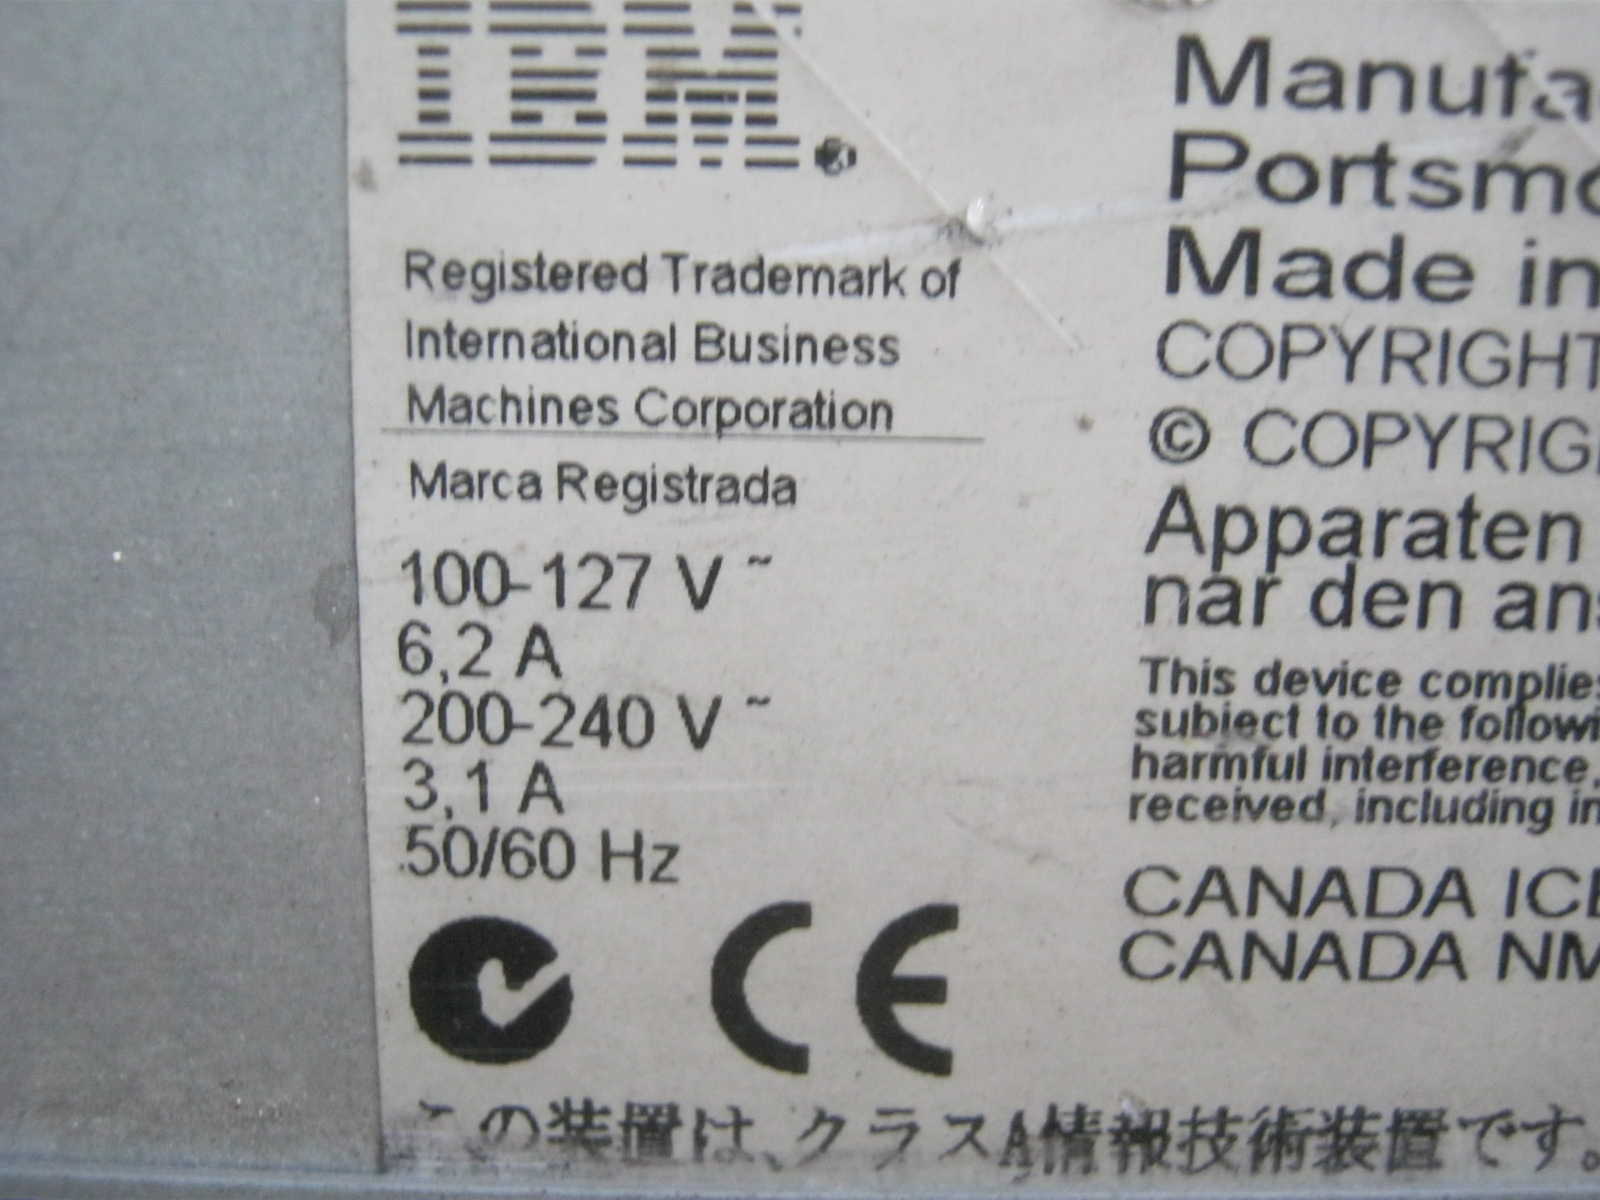 IBM®
Registered Trademark of
International Business
Machines Corporation
Marca Registrada
100-127 V ~
6,2 A
200-240 V ~
3,1 A
50/60 Hz
CE
Manufa
Portsmo
Made in
COPYRIGHT
© COPYRIG
Apparaten
när den ans
This device complies
subject to the followi
harmful interference,
received, including in
CANADA ICE
CANADA NM
この装置は、クラスA情報技術装置です。